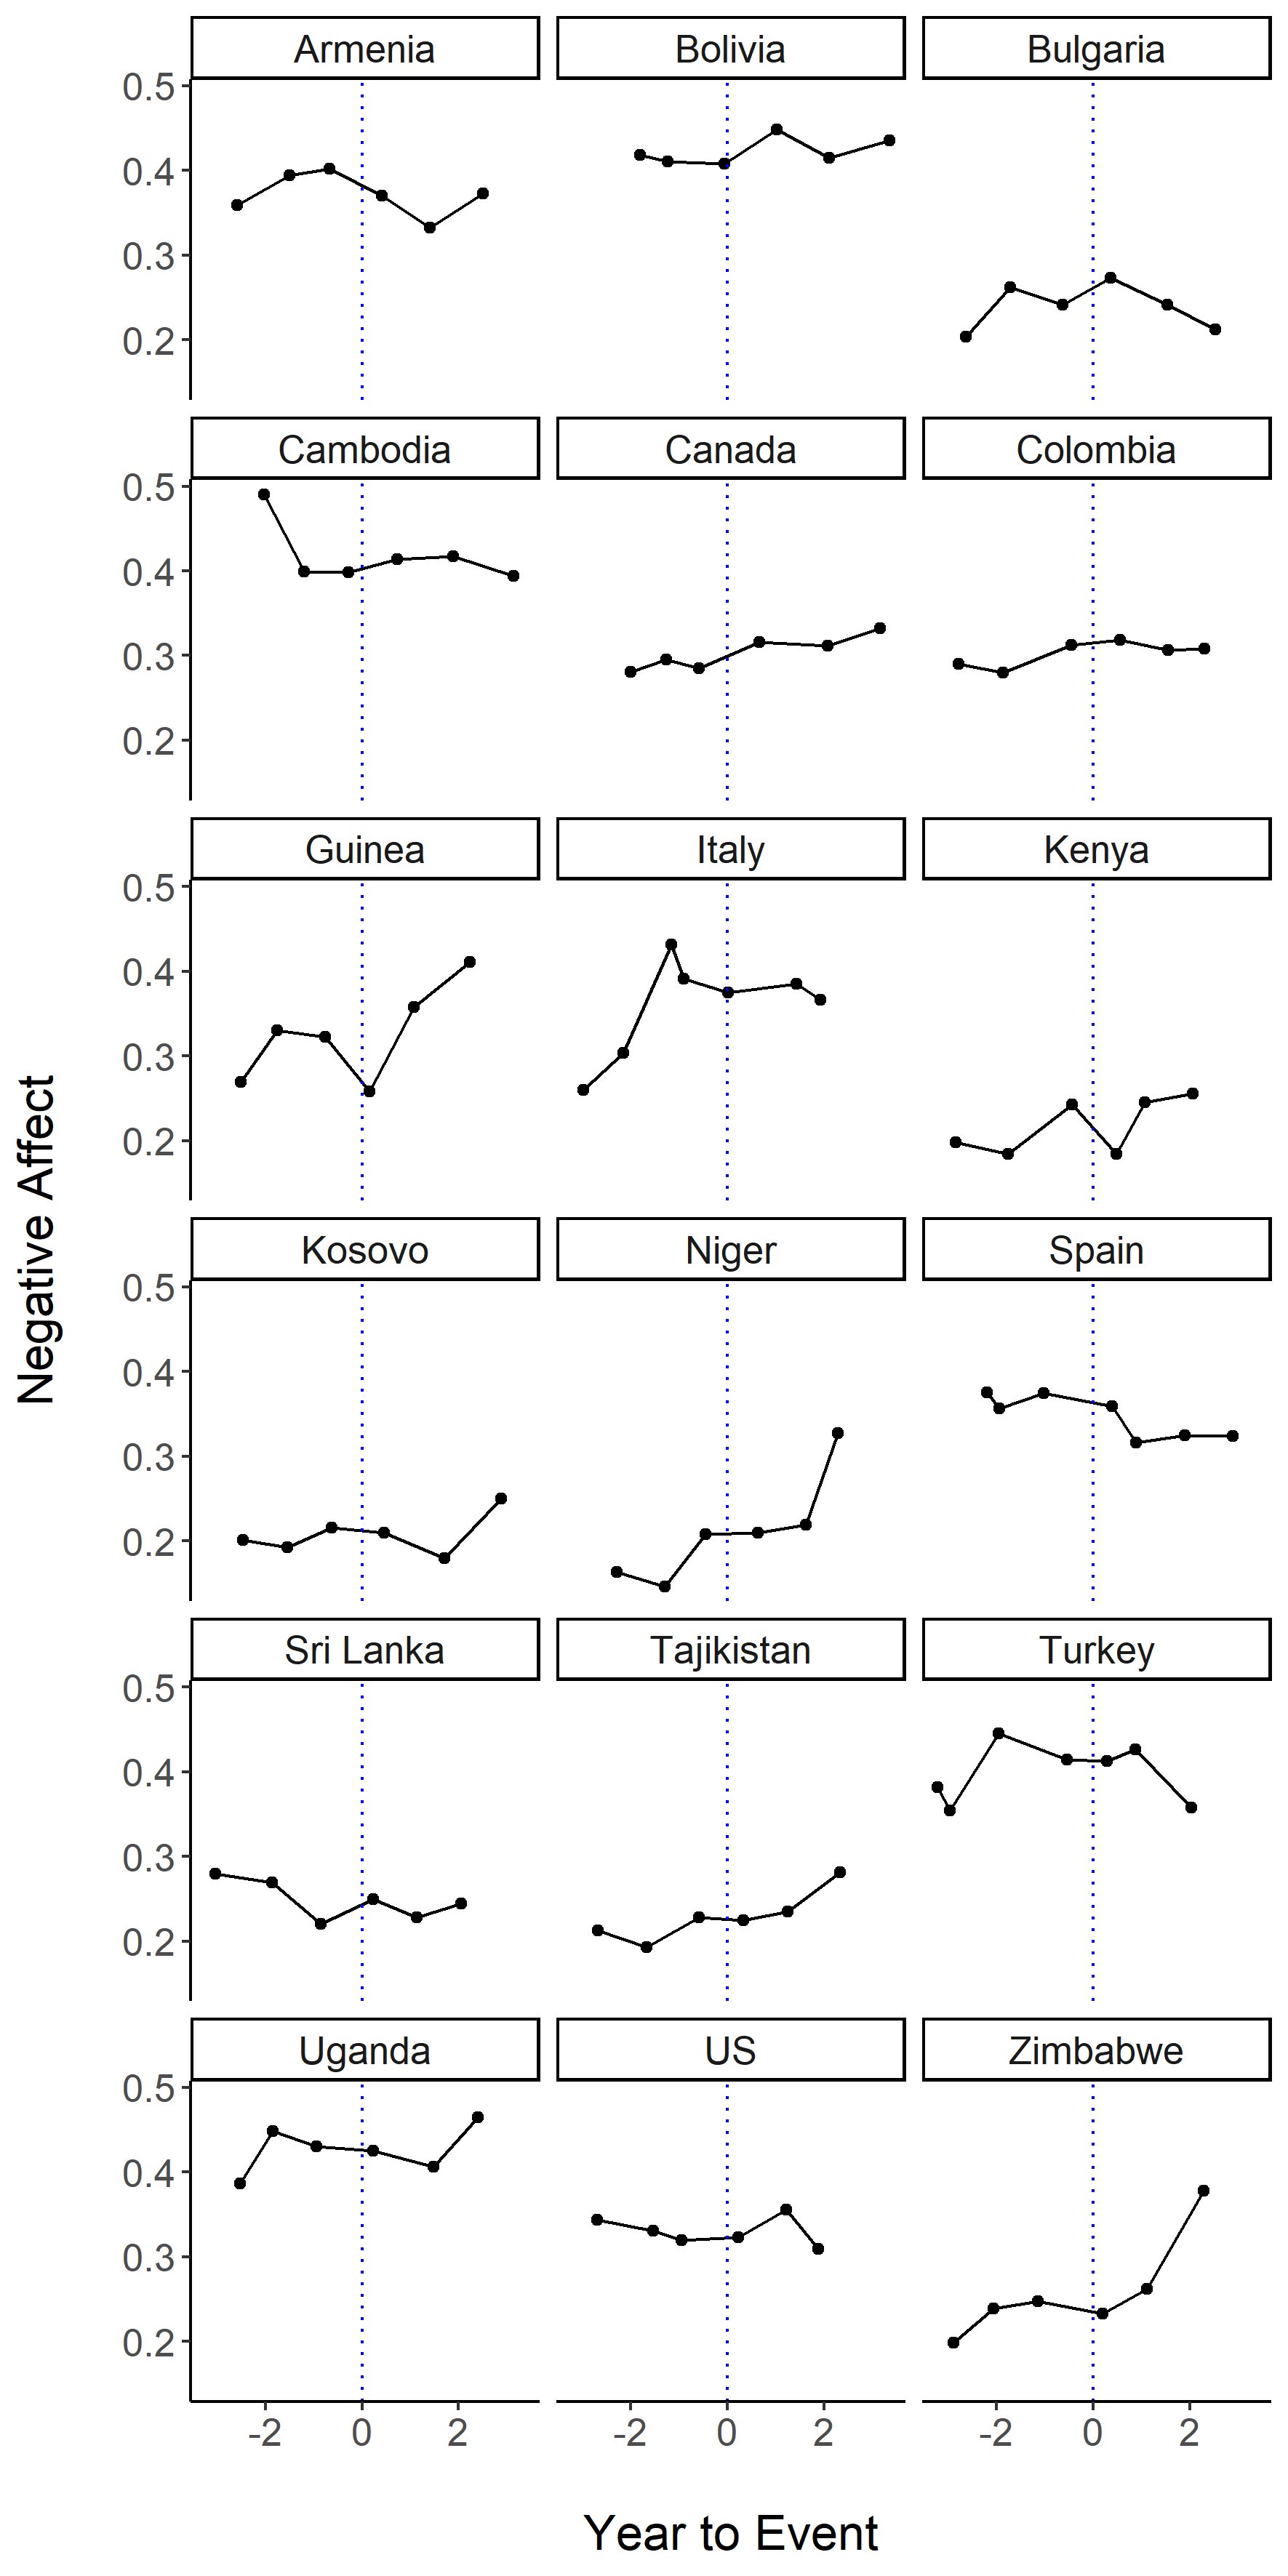 Armenia Bolivia Bulgaria
0.5
0.4
0.3
0.2
Cambodia Canada Colombia
0.5
0.4
0.3
0.2
Guinea Italy Kenya
0.5
0.4
0.3
0.2
Negative Affect
Kosovo Niger Spain
0.5
0.4
0.3
0.2
Sri Lanka Tajikistan Turkey
0.5
0.4
0.3
0.2
Uganda US Zimbabwe
0.5
0.4
0.3
0.2
-2 0 2 -2 0 2 -2 0 2
Year to Event